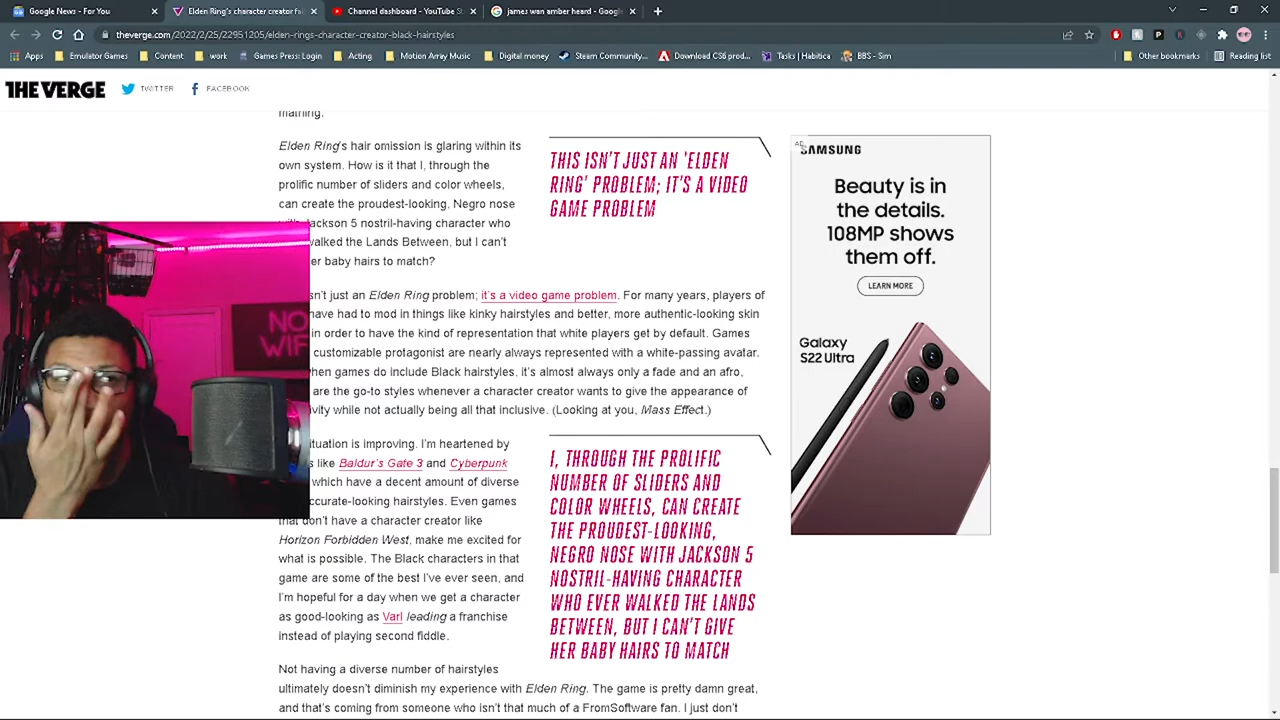 Google News - For You
Elden Ring's character creator fai
Channel dashboard - YouTube S
james wan amber heard - Googl
theverge.com/2022/2/25/22951205/elden-rings-character-creator-black-hairstyles
Apps
Emulator Games
Content
work
Games Press:Login
Acting
Motion Array Music
Digital money
Steam Community...
Download CS6 prod...
Tasks | Habitica
BBS - Sim
Other bookmarks
Reading list
THE VERGE
TWITTER
FACEBOOK
Elden Ring's hair omission is glaring within its
own system. How is it that I, through the
prolific number of sliders and color wheels,
can create the proudest-looking, Negro nose
with Jackson 5 nostril-having character who
walked the Lands Between, but I can't
er baby hairs to match?
THIS ISN'T JUST AN 'ELDEN
RING' PROBLEM; IT'S A VIDEO
GAME PROBLEM
sn't just an Elden Ring problem; it's a video game problem. For many years, players of
have had to mod in things like kinky hairstyles and better, more authentic-looking skin
in order to have the kind of representation that white players get by default. Games
customizable protagonist are nearly always represented with a white-passing avatar.
hen games do include Black hairstyles, it's almost always only a fade and an afro,
are the go-to styles whenever a character creator wants to give the appearance of
ivity while not actually being all that inclusive. (Looking at you, Mass Effect.)
ituation is improving. I'm heartened by
s like Baldur's Gate 3 and Cyberpunk
which have a decent amount of diverse
ccurate-looking hairstyles. Even games
that don't have a character creator like
Horizon Forbidden West, make me excited for
what is possible. The Black characters in that
game are some of the best I've ever seen, and
I'm hopeful for a day when we get a character
as good-looking as Varl leading a franchise
instead of playing second fiddle.
I, THROUGH THE PROLIFIC
NUMBER OF SLIDERS AND
COLOR WHEELS, CAN CREATE
THE PROUDEST-LOOKING,
NEGRO NOSE WITH JACKSON 5
NOSTRIL-HAVING CHARACTER
WHO EVER WALKED THE LANDS
BETWEEN, BUT I CAN'T GIVE
HER BABY HAIRS TO MATCH
Not having a diverse number of hairstyles
ultimately doesn't diminish my experience with Elden Ring. The game is pretty damn great,
and that's coming from someone who isn't that much of a FromSoftware fan. I just don't
AD
SAMSUNG
Beauty is in
the details.
108MP shows
them off.
LEARN MORE
Galaxy
S22 Ultra
NO
WIF